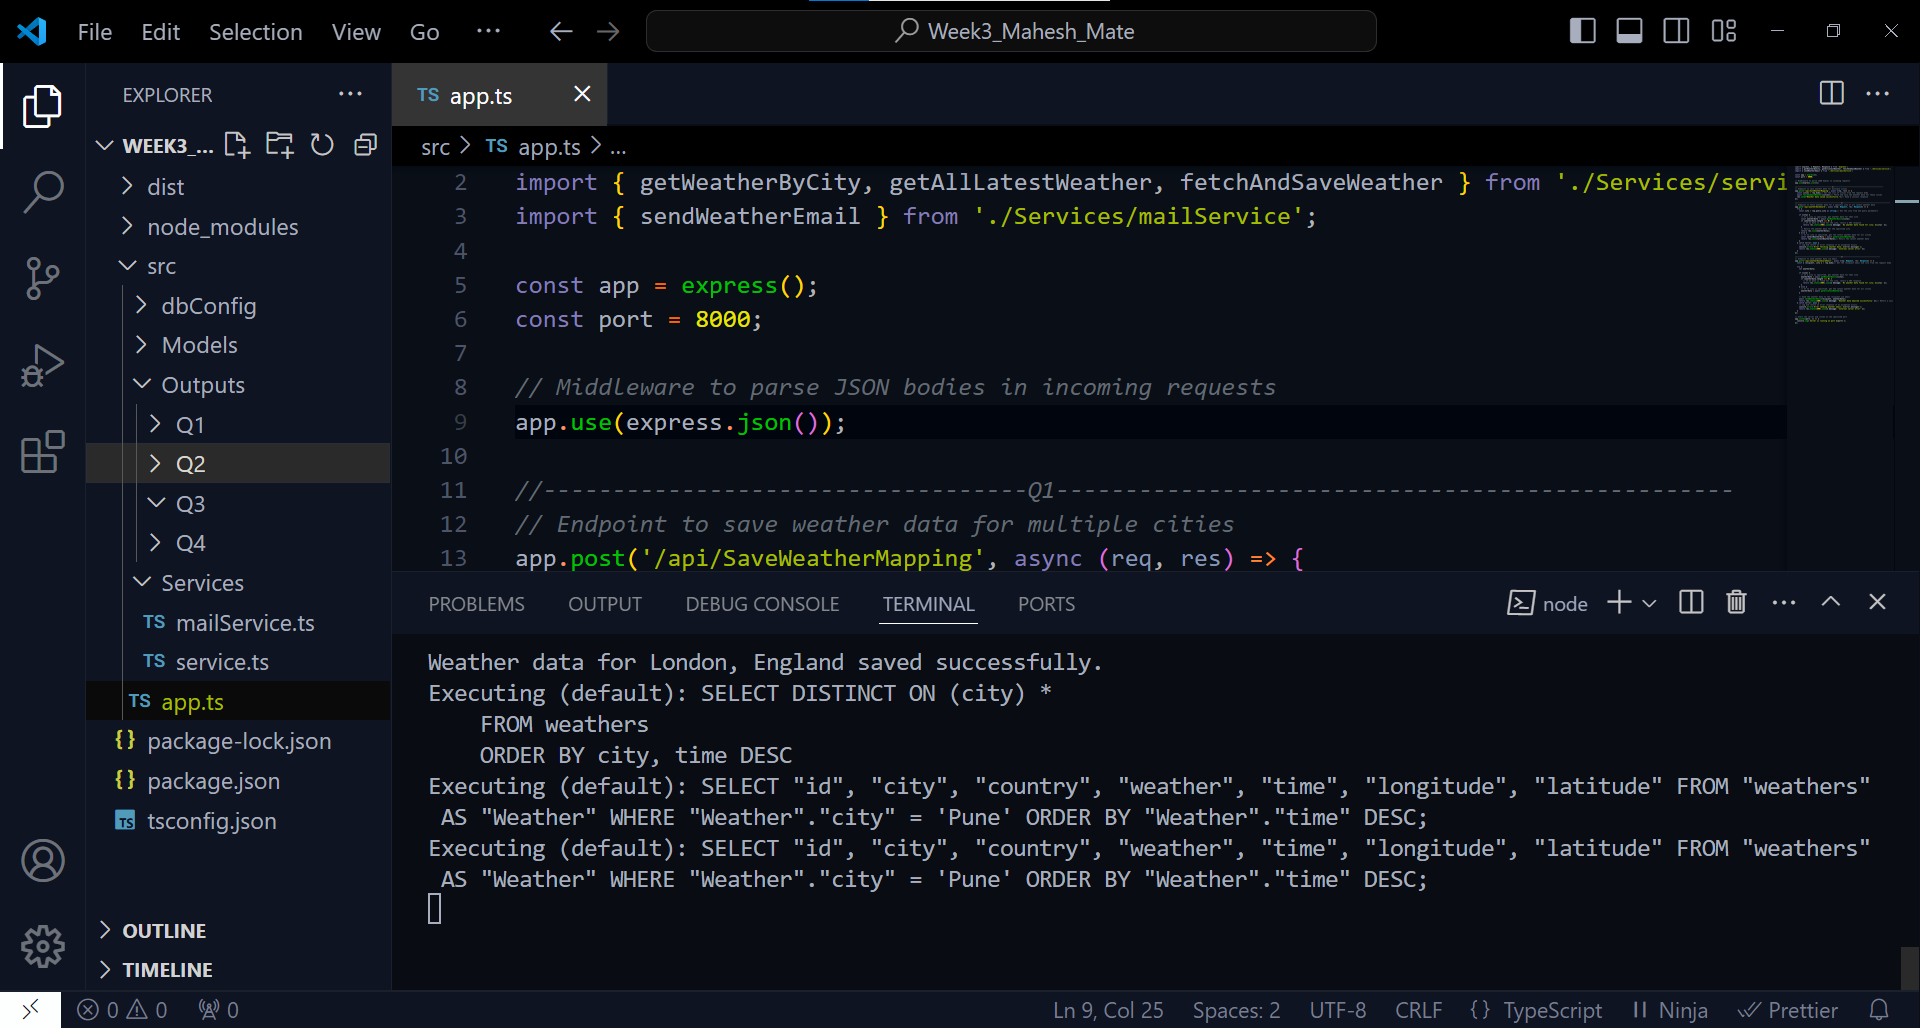 File Edit Selection View Go ... Week3_Mahesh_Mate
EXPLORER ...
WEEK3_...
dist
node_modules
src
dbConfig
Models
Outputs
Q1
Q2
Q3
Q4
Services
TS mailService.ts
TS service.ts
TS app.ts
{} package-lock.json
{} package.json
TS tsconfig.json
OUTLINE
TIMELINE
TS app.ts
src > TS app.ts > ...
2 import { getWeatherByCity, getAllLatestWeather, fetchAndSaveWeather } from './Services/servi
3 import { sendWeatherEmail } from './Services/mailService';
4
5 const app = express();
6 const port = 8000;
7
8 // Middleware to parse JSON bodies in incoming requests
9 app.use(express.json());
10
11 //-----------------------------------Q1-------------------------------------------------
12 // Endpoint to save weather data for multiple cities
13 app.post('/api/SaveWeatherMapping', async (req, res) => {
PROBLEMS OUTPUT DEBUG CONSOLE TERMINAL PORTS node
Weather data for London, England saved successfully.
Executing (default): SELECT DISTINCT ON (city) *
FROM weathers
ORDER BY city, time DESC
Executing (default): SELECT "id", "city", "country", "weather", "time", "longitude", "latitude" FROM "weathers"
AS "Weather" WHERE "Weather"."city" = 'Pune' ORDER BY "Weather"."time" DESC;
Executing (default): SELECT "id", "city", "country", "weather", "time", "longitude", "latitude" FROM "weathers"
AS "Weather" WHERE "Weather"."city" = 'Pune' ORDER BY "Weather"."time" DESC;
0 0 0 Ln 9, Col 25 Spaces: 2 UTF-8 CRLF {} TypeScript Ninja Prettier